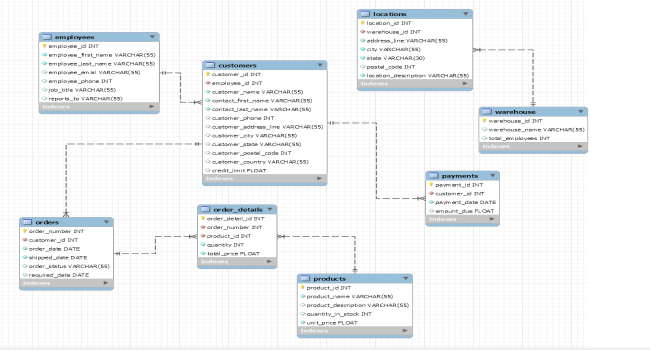 employees
employee_id INT
employee_first_name VARCHAR(55)
employee_last_name VARCHAR(55)
employee_email VARCHAR(55)
employee_phone INT
job_title VARCHAR(55)
reports_to VARCHAR(55)
Indexes
customers
customer_id INT
employee_id INT
customer_name VARCHAR(55)
contact_first_name VARCHAR(55)
contact_last_name VARCHAR(55)
customer_phone INT
customer_address_line VARCHAR(55)
customer_city VARCHAR(55)
customer_state VARCHAR(55)
customer_postal_code INT
customer_country VARCHAR(55)
credit_limit FLOAT
Indexes
locations
location_id INT
warehouse_id INT
address_line VARCHAR(55)
city VARCHAR(55)
state VARCHAR(30)
postal_code INT
location_description VARCHAR(55)
Indexes
warehouse
warehouse_id INT
warehouse_name VARCHAR(55)
total_employees INT
Indexes
payments
payment_id INT
customer_id INT
payment_date DATE
amount_due FLOAT
Indexes
orders
order_number INT
customer_id INT
order_date DATE
shipped_date DATE
order_status VARCHAR(55)
required_date DATE
Indexes
order_details
order_detail_id INT
order_number INT
product_id INT
quantity INT
total_price FLOAT
Indexes
products
product_id INT
product_name VARCHAR(55)
product_description VARCHAR(55)
quantity_in_stock INT
unit_price FLOAT
Indexes